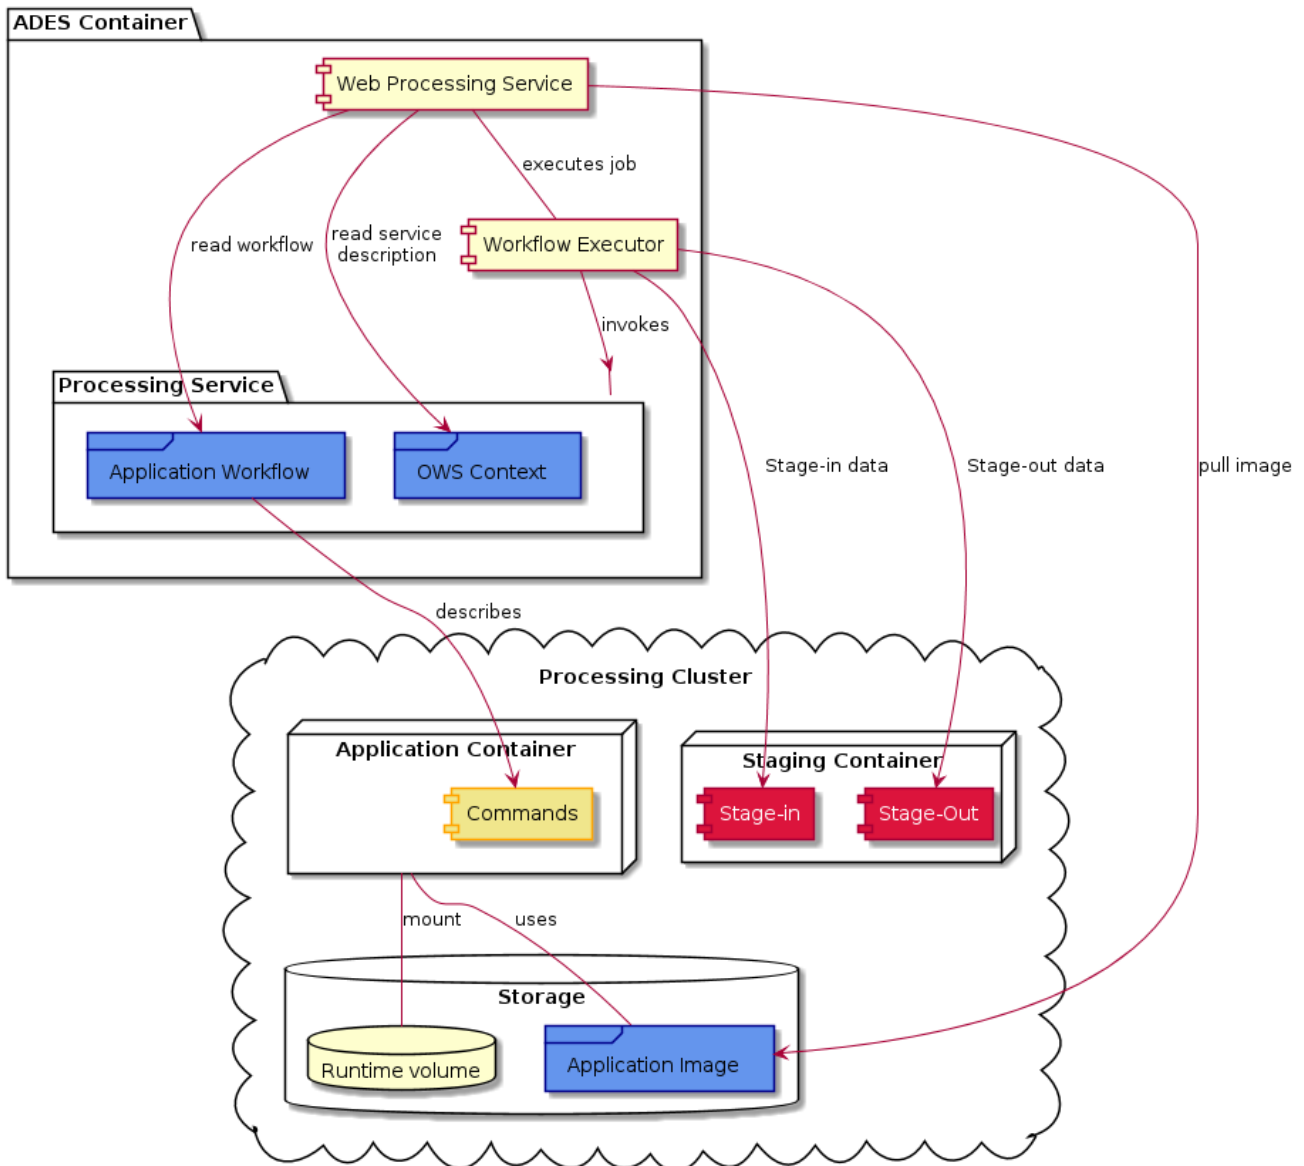 ADES Container
Web Processing Service
executes job
read workflow
read service
description
Workflow Executor
invokes
Processing Service
Application Workflow
OWS Context
Stage-in data
Stage-out data
pull image
describes
Processing Cluster
Application Container
Staging Container
Commands
Stage-in
Stage-Out
mount
uses
Storage
Runtime volume
Application Image